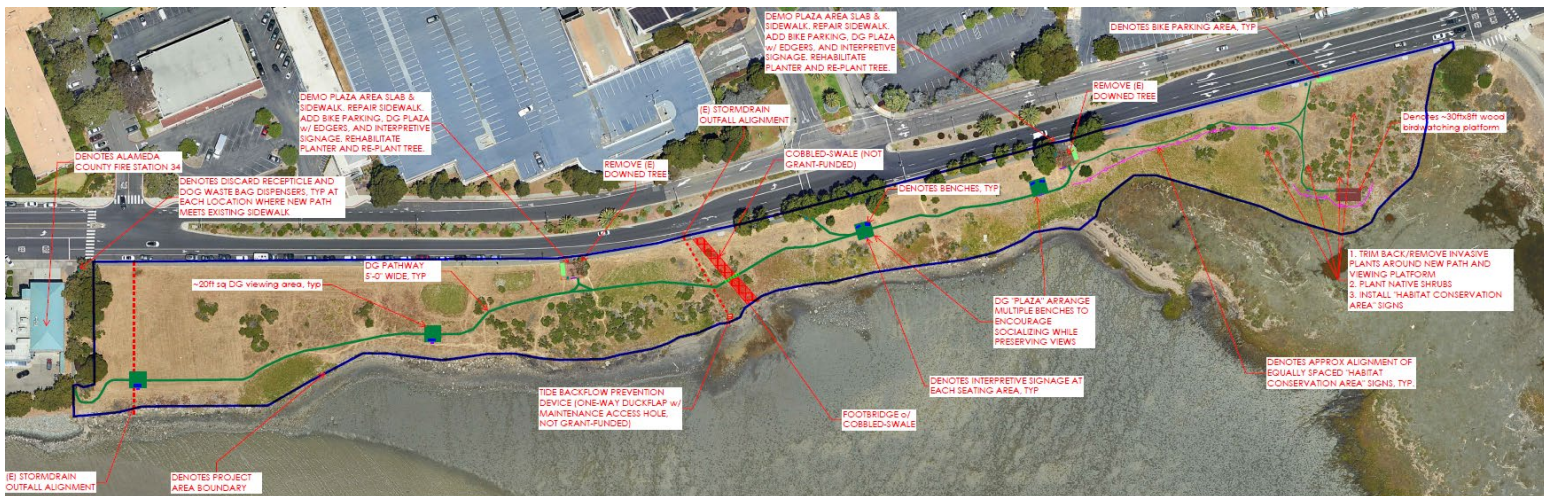 DEMO PLAZA AREA SLAB &
SIDEWALK. REPAIR SIDEWALK.
ADD BIKE PARKING, DG PLAZA
w/ EDGERS, AND INTERPRETIVE
SIGNAGE. REHABILITATE
PLANTER AND RE-PLANT TREE.
DENOTES BIKE PARKING AREA, TYP
REMOVE (E)
DOWNED TREE
Denotes ~30ftx8ft wood
birdwatching platform
DEMO PLAZA AREA SLAB &
SIDEWALK. REPAIR SIDEWALK.
ADD BIKE PARKING, DG PLAZA
w/ EDGERS, AND INTERPRETIVE
SIGNAGE. REHABILITATE
PLANTER AND RE-PLANT TREE.
(E) STORMDRAIN
OUTFALL ALIGNMENT
COBBLED-SWALE (NOT
GRANT-FUNDED)
DENOTES ALAMEDA
COUNTY FIRE STATION 34
REMOVE (E)
DOWNED TREE
DENOTES DISCARD RECEPTICLE AND
DOG WASTE BAG DISPENSERS, TYP AT
EACH LOCATION WHERE NEW PATH
MEETS EXISTING SIDEWALK
DENOTES BENCHES, TYP
DG PATHWAY
5'-0" WIDE, TYP
~20ft sq DG viewing area, typ
1. TRIM BACK/REMOVE INVASIVE
PLANTS AROUND NEW PATH AND
VIEWING PLATFORM
2. PLANT NATIVE SHRUBS
3. INSTALL "HABITAT CONSERVATION
AREA" SIGNS
DG "PLAZA" ARRANGE
MULTIPLE BENCHES TO
ENCOURAGE
SOCIALIZING WHILE
PRESERVING VIEWS
DENOTES APPROX ALIGNMENT OF
EQUALLY SPACED "HABITAT
CONSERVATION AREA" SIGNS, TYP.
DENOTES INTERPRETIVE SIGNAGE AT
EACH SEATING AREA, TYP
TIDE BACKFLOW PREVENTION
DEVICE (ONE-WAY DUCKFLAP w/
MAINTENANCE ACCESS HOLE,
NOT GRANT-FUNDED)
FOOTBRIDGE o/
COBBLED-SWALE
(E) STORMDRAIN
OUTFALL ALIGNMENT
DENOTES PROJECT
AREA BOUNDARY